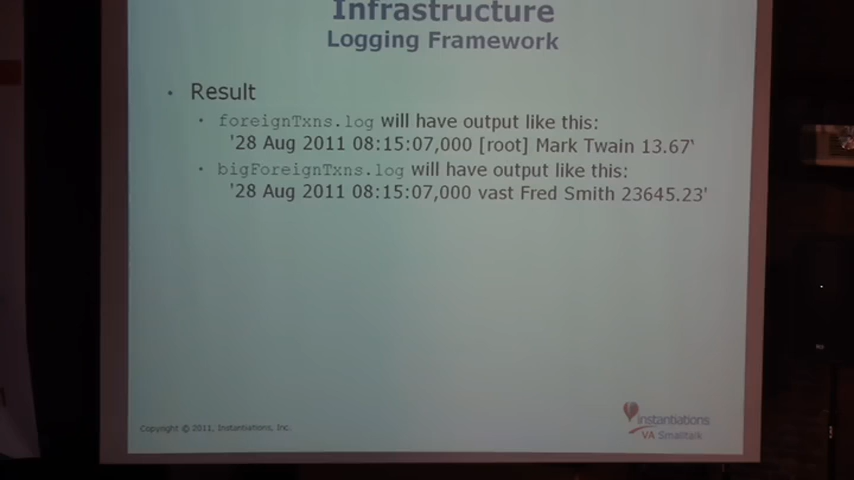 Infrastructure
Logging Framework
• Result
• foreignTxns.log will have output like this:
'28 Aug 2011 08:15:07,000 [root] Mark Twain 13.67'
• bigForeignTxns.log will have output like this:
'28 Aug 2011 08:15:07,000 vast Fred Smith 23645.23'
Copyright © 2011, Instantiations, Inc.
instantiations
VA Smalltalk